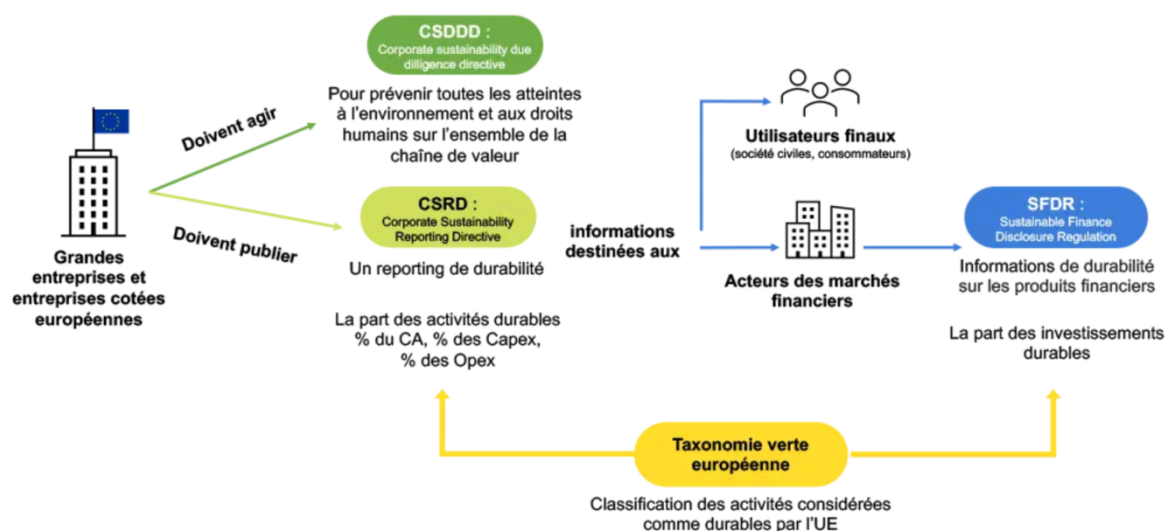 Grandes
entreprises et
entreprises cotées
européennes
Doivent agir
Doivent publier
CSDDD :
Corporate sustainability due
dilligence directive
Pour prévenir toutes les atteintes
à l'environnement et aux droits
humains sur l'ensemble de la
chaîne de valeur
CSRD :
Corporate Sustainability
Reporting Directive
Un reporting de durabilité
La part des activités durables
% du CA, % des Capex,
% des Opex
informations
destinées aux
Utilisateurs finaux
(société civiles, consommateurs)
Acteurs des marchés
financiers
SFDR :
Sustainable Finance
Disclosure Regulation
Informations de durabilité
sur les produits financiers
La part des investissements
durables
Taxonomie verte
européenne
Classification des activités considérées
comme durables par l'UE